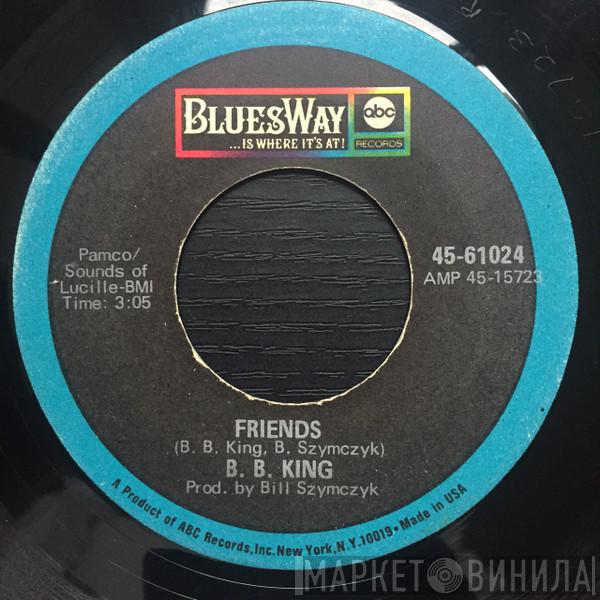 BLUESWAY
...IS WHERE IT'S AT!
abc
RECORDS
Pamco/
Sounds of
Lucille-BMI
Time: 3:05
45-61024
AMP 45-15723
FRIENDS
(B. B. King, B. Szymczyk)
B. B. KING
Prod. by Bill Szymczyk
A Product of ABC Records, Inc. New York, N.Y. 10019 • Made in USA
МАРКЕТ ВИНИЛА